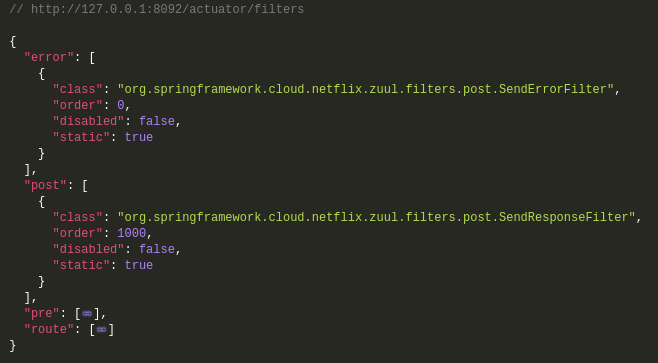 // http://127.0.0.1:8092/actuator/filters
{
"error": [
{
"class": "org.springframework.cloud.netflix.zuul.filters.post.SendErrorFilter",
"order": 0,
"disabled": false,
"static": true
}
],
"post": [
{
"class": "org.springframework.cloud.netflix.zuul.filters.post.SendResponseFilter",
"order": 1000,
"disabled": false,
"static": true
}
],
"pre": [↔],
"route": [↔]
}